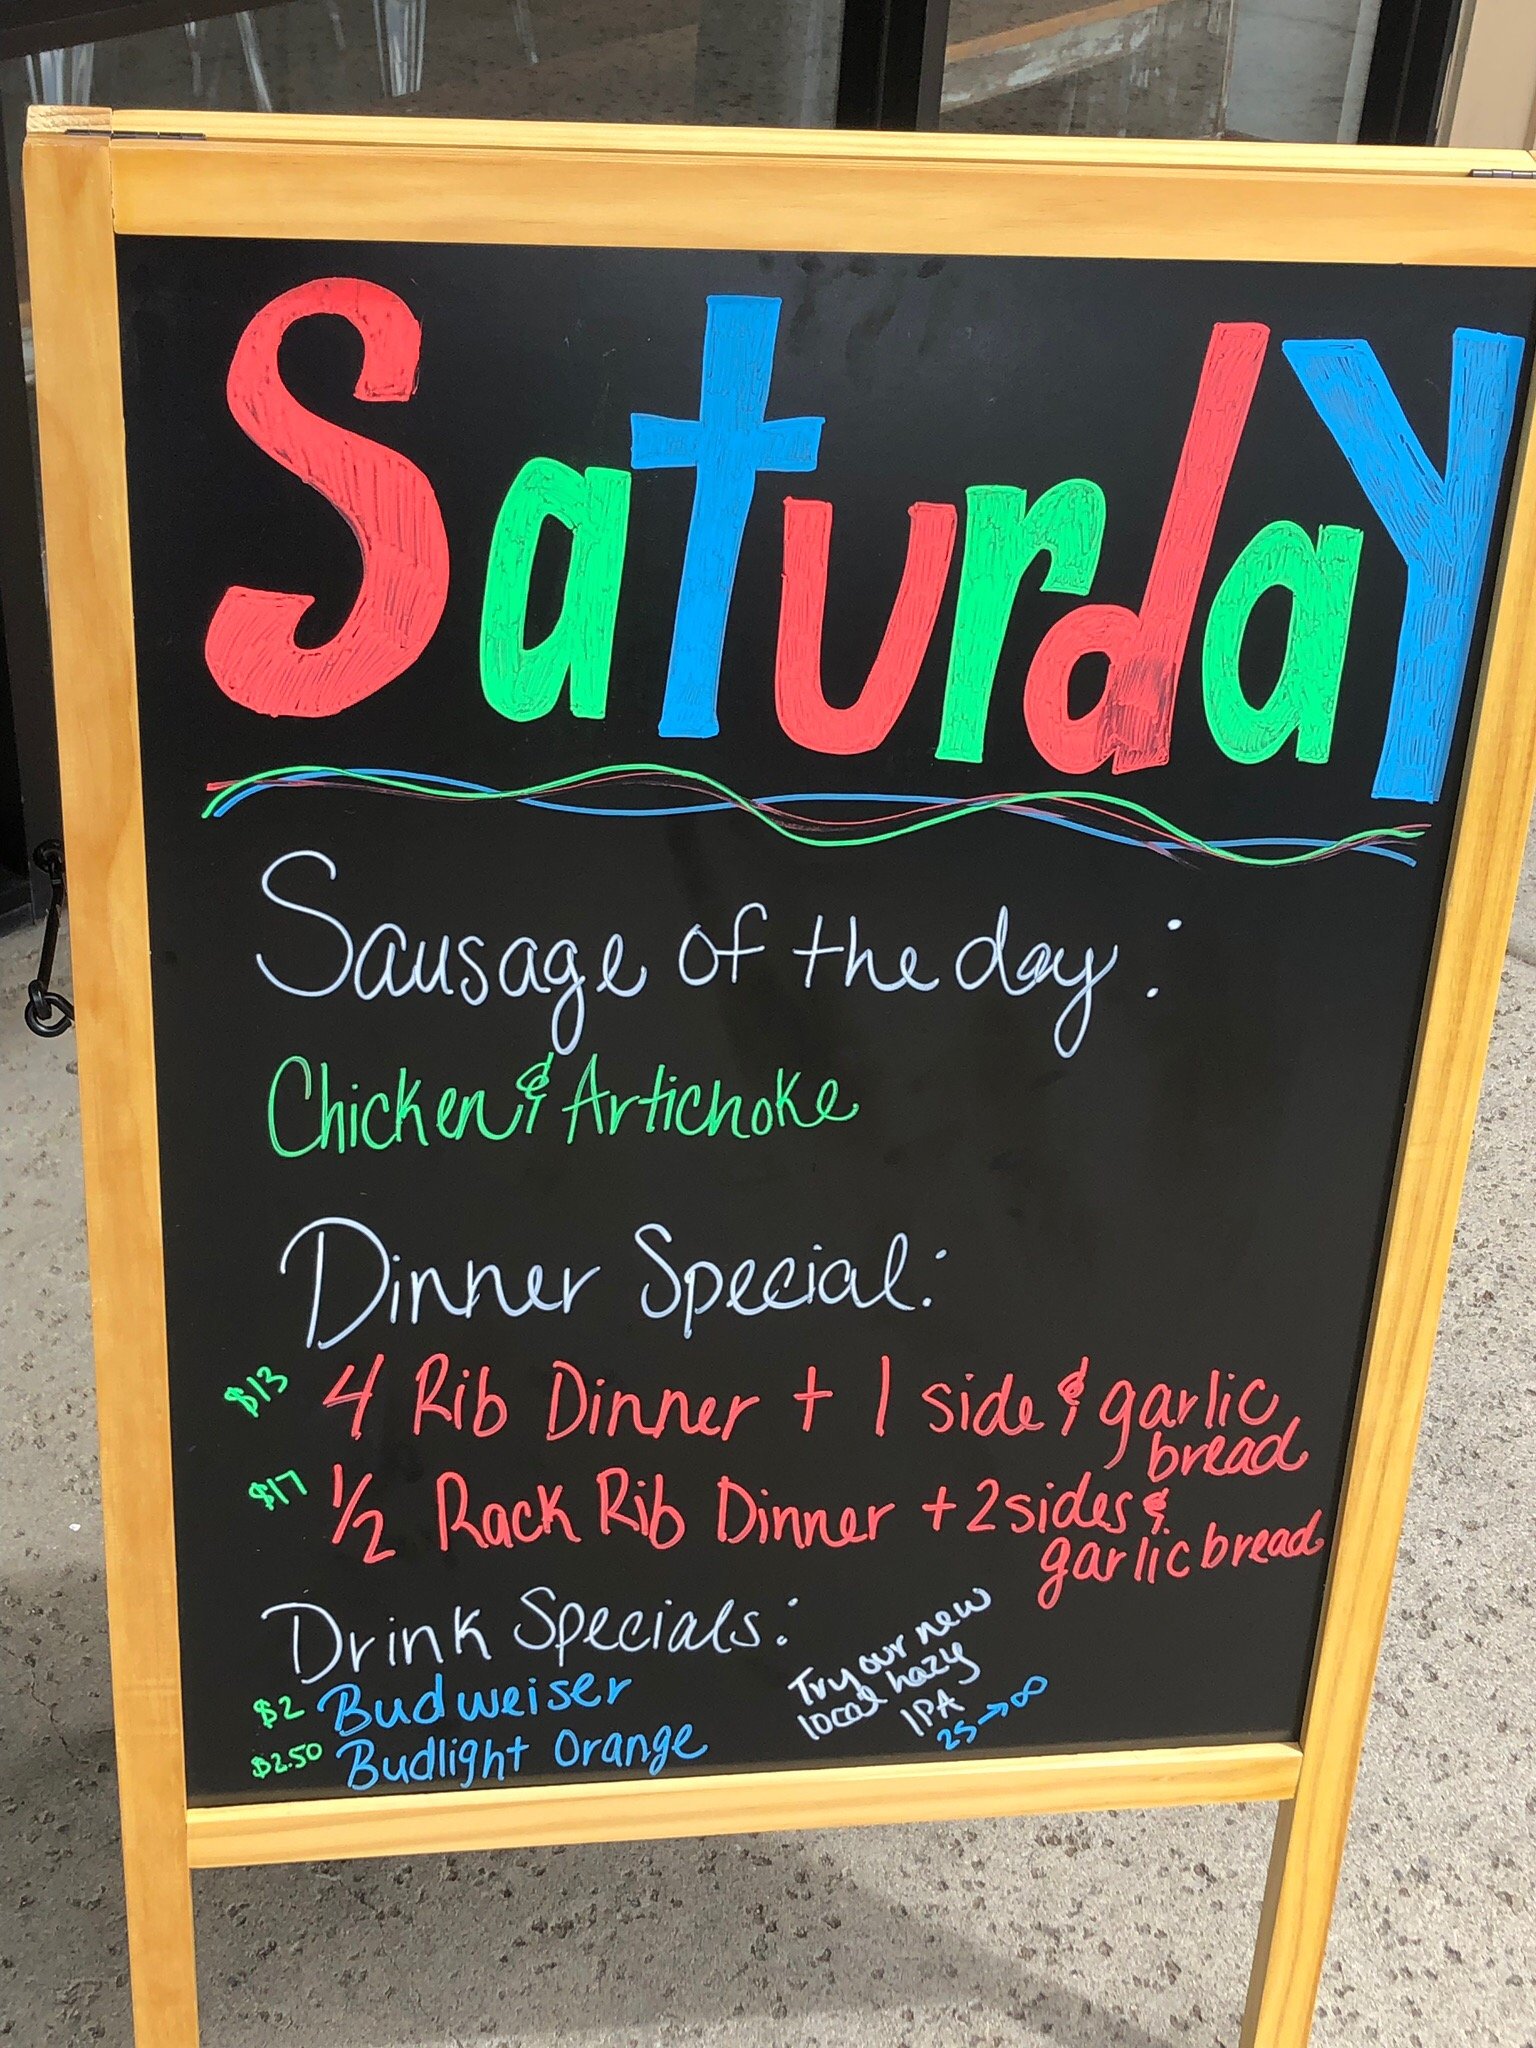 SaturdaY
Sausage of the day:
Chicken & Artichoke
Dinner Special:
$13 4 Rib Dinner + 1 side & garlic
bread
$17 1/2 Rack Rib Dinner + 2 sides &
garlic bread
Drink Specials:
$2 Budweiser
$2.50 Budlight Orange
Try our new
local hazy
IPA
25→∞